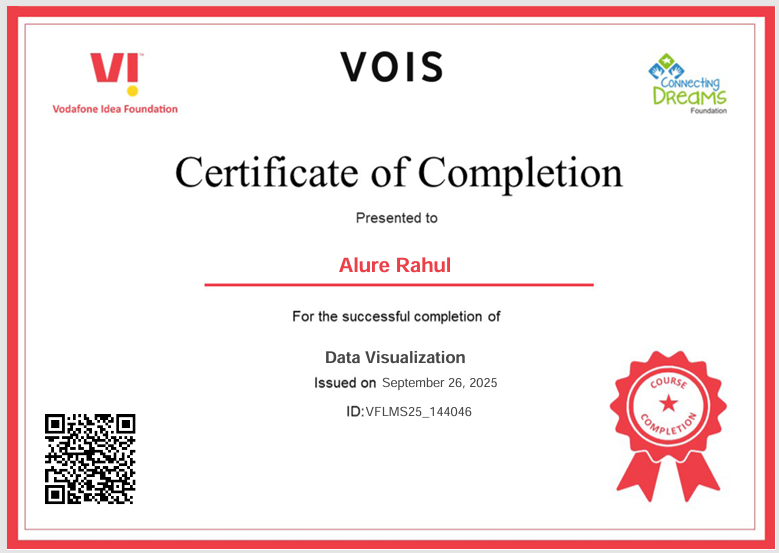 VI™
Vodafone Idea Foundation
VOIS
Connecting
Dreams
Foundation
Certificate of Completion
Presented to
Alure Rahul
For the successful completion of
Data Visualization
Issued on September 26, 2025
ID:VFLMS25_144046
COURSE
COMPLETION